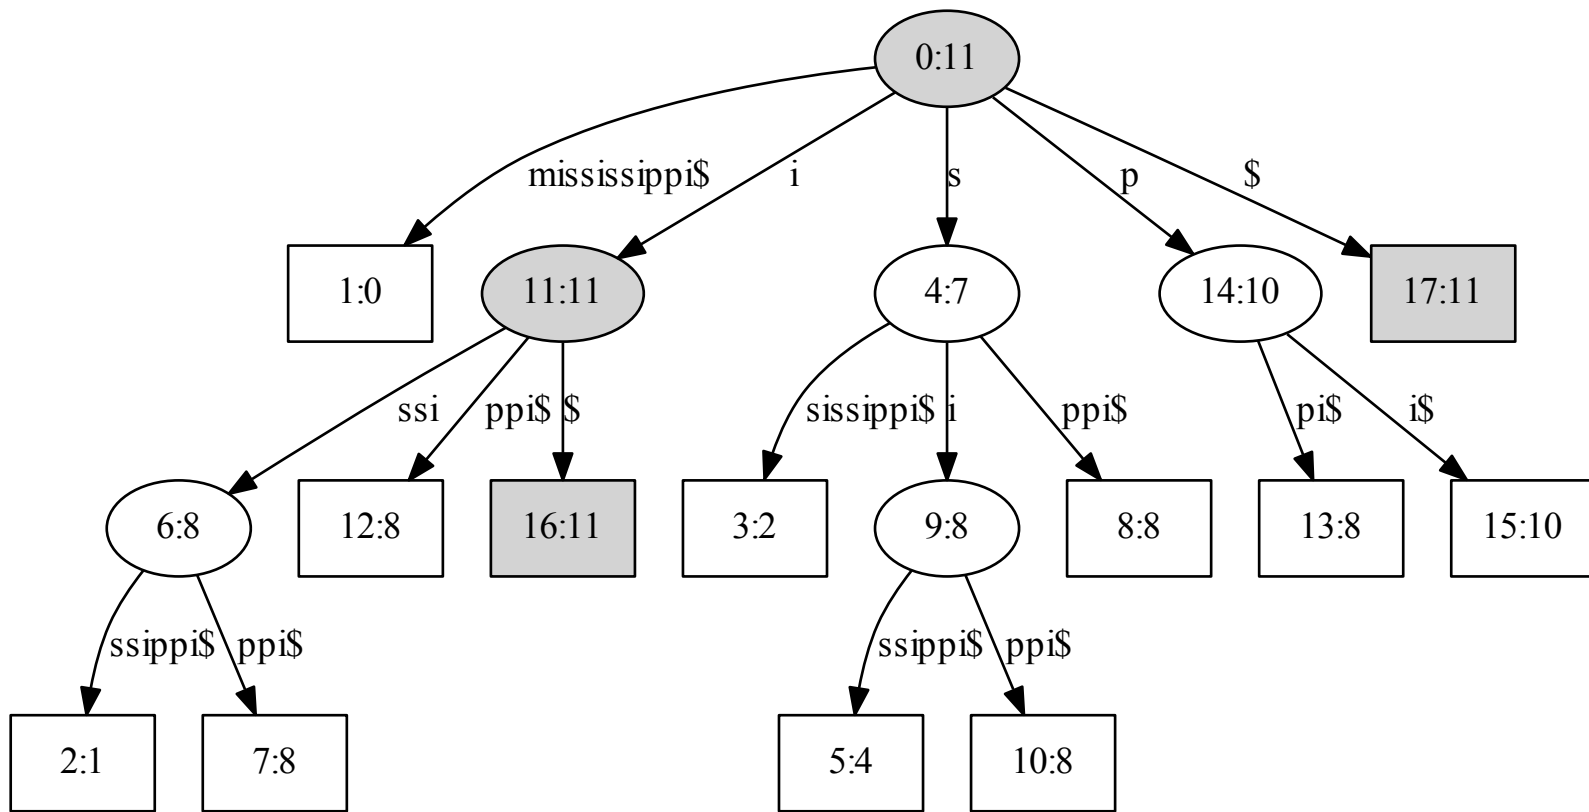 0:11
mississippi$ i s p $
1:0 11:11 4:7 14:10 17:11
ssi ppi$ $ sissippi$ i ppi$ pi$ i$
6:8 12:8 16:11 3:2 9:8 8:8 13:8 15:10
ssippi$ ppi$ ssippi$ ppi$
2:1 7:8 5:4 10:8